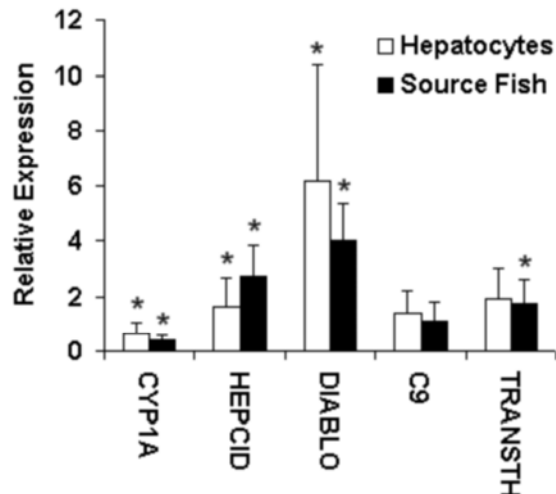 12
10
8
6
4
2
0
Relative Expression
Hepatocytes
Source Fish
* * * * * * *
CYP1A
HEPCID
DIABLO
C9
TRANSTH